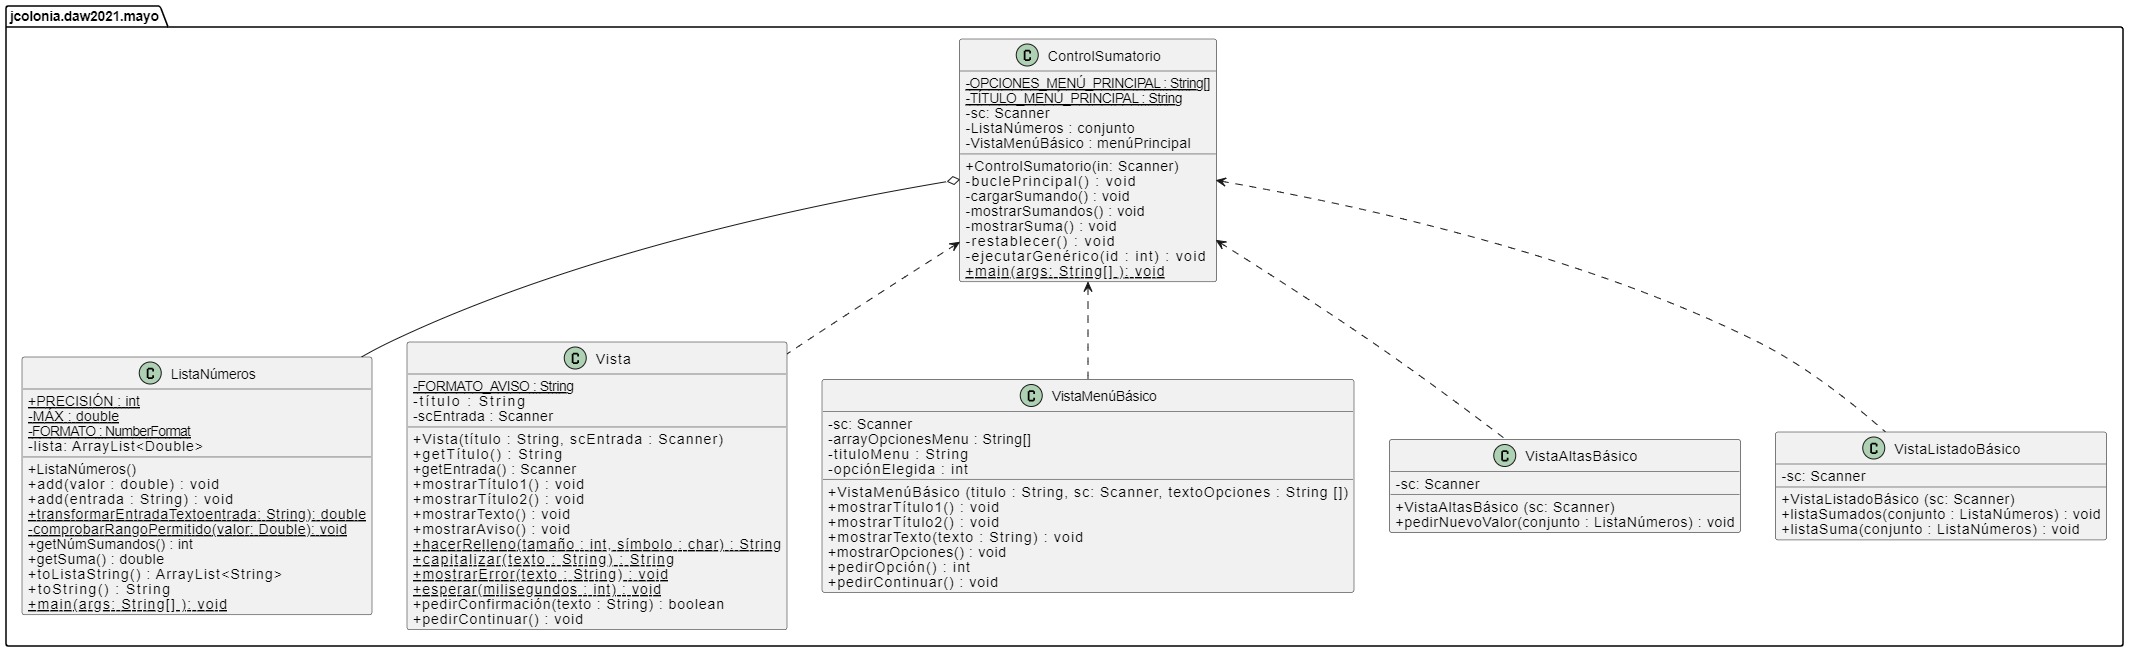 jcolonia.daw2021.mayo
C ControlSumatorio
-OPCIONES_MENÚ_PRINCIPAL : String[]
-TÍTULO_MENÚ_PRINCIPAL : String
-sc: Scanner
-ListaNúmeros : conjunto
-VistaMenúBásico : menúPrincipal
+ControlSumatorio(in: Scanner)
-buclePrincipal() : void
-cargarSumando() : void
-mostrarSumandos() : void
-mostrarSuma() : void
-restablecer() : void
-ejecutarGenérico(id : int) : void
+main(args: String[] ): void
C ListaNúmeros
+PRECISIÓN : int
-MÁX : double
-FORMATO : NumberFormat
-lista: ArrayList<Double>
+ListaNúmeros()
+add(valor : double) : void
+add(entrada : String) : void
+transformarEntradaTextoentrada: String): double
-comprobarRangoPermitido(valor: Double): void
+getNúmSumandos() : int
+getSuma() : double
+toListaString() : ArrayList<String>
+toString() : String
+main(args: String[] ): void
C Vista
-FORMATO_AVISO : String
-título : String
-scEntrada : Scanner
+Vista(título : String, scEntrada : Scanner)
+getTítulo() : String
+getEntrada() : Scanner
+mostrarTítulo1() : void
+mostrarTítulo2() : void
+mostrarTexto() : void
+mostrarAviso() : void
+hacerRelleno(tamaño : int, símbolo : char) : String
+capitalizar(texto : String) : String
+mostrarError(texto : String) : void
+esperar(milisegundos : int) : void
+pedirConfirmación(texto : String) : boolean
+pedirContinuar() : void
C VistaMenúBásico
-sc: Scanner
-arrayOpcionesMenu : String[]
-tituloMenu : String
-opciónElegida : int
+VistaMenúBásico (titulo : String, sc: Scanner, textoOpciones : String [])
+mostrarTítulo1() : void
+mostrarTítulo2() : void
+mostrarTexto(texto : String) : void
+mostrarOpciones() : void
+pedirOpción() : int
+pedirContinuar() : void
C VistaAltasBásico
-sc: Scanner
+VistaAltasBásico (sc: Scanner)
+pedirNuevoValor(conjunto : ListaNúmeros) : void
C VistaListadoBásico
-sc: Scanner
+VistaListadoBásico (sc: Scanner)
+listaSumados(conjunto : ListaNúmeros) : void
+listaSuma(conjunto : ListaNúmeros) : void